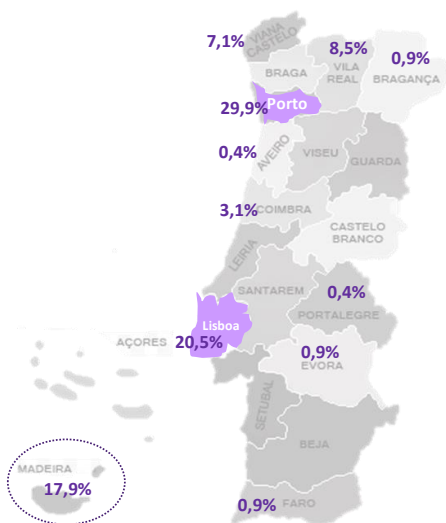 VIANA
CASTELO
7,1%
8,5%
VILA
REAL
0,9%
BRAGANÇA
BRAGA
29,9%
Porto
0,4%
AVEIRO
VISEU
GUARDA
3,1%
COIMBRA
CASTELO
BRANCO
LEIRIA
SANTAREM
0,4%
PORTALEGRE
Lisboa
AÇORES
20,5%
0,9%
EVORA
SETUBAL
BEJA
MADEIRA
17,9%
0,9%
FARO